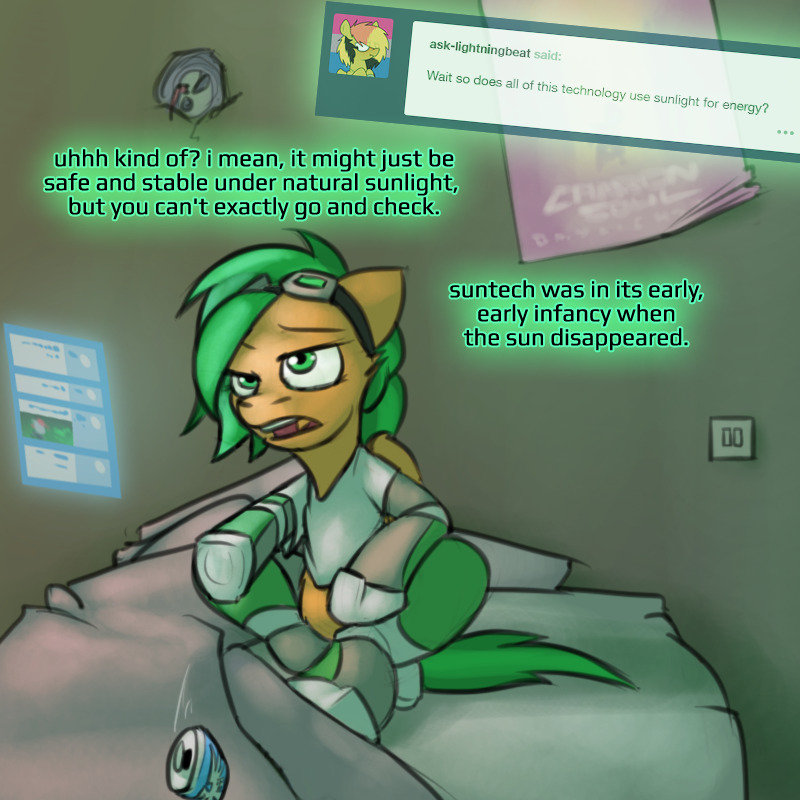 ask-lightningbeat said:
Wait so does all of this technology use sunlight for energy?
uhhh kind of? i mean, it might just be
safe and stable under natural sunlight,
but you can't exactly go and check.
suntech was in its early,
early infancy when
the sun disappeared.
SOUL